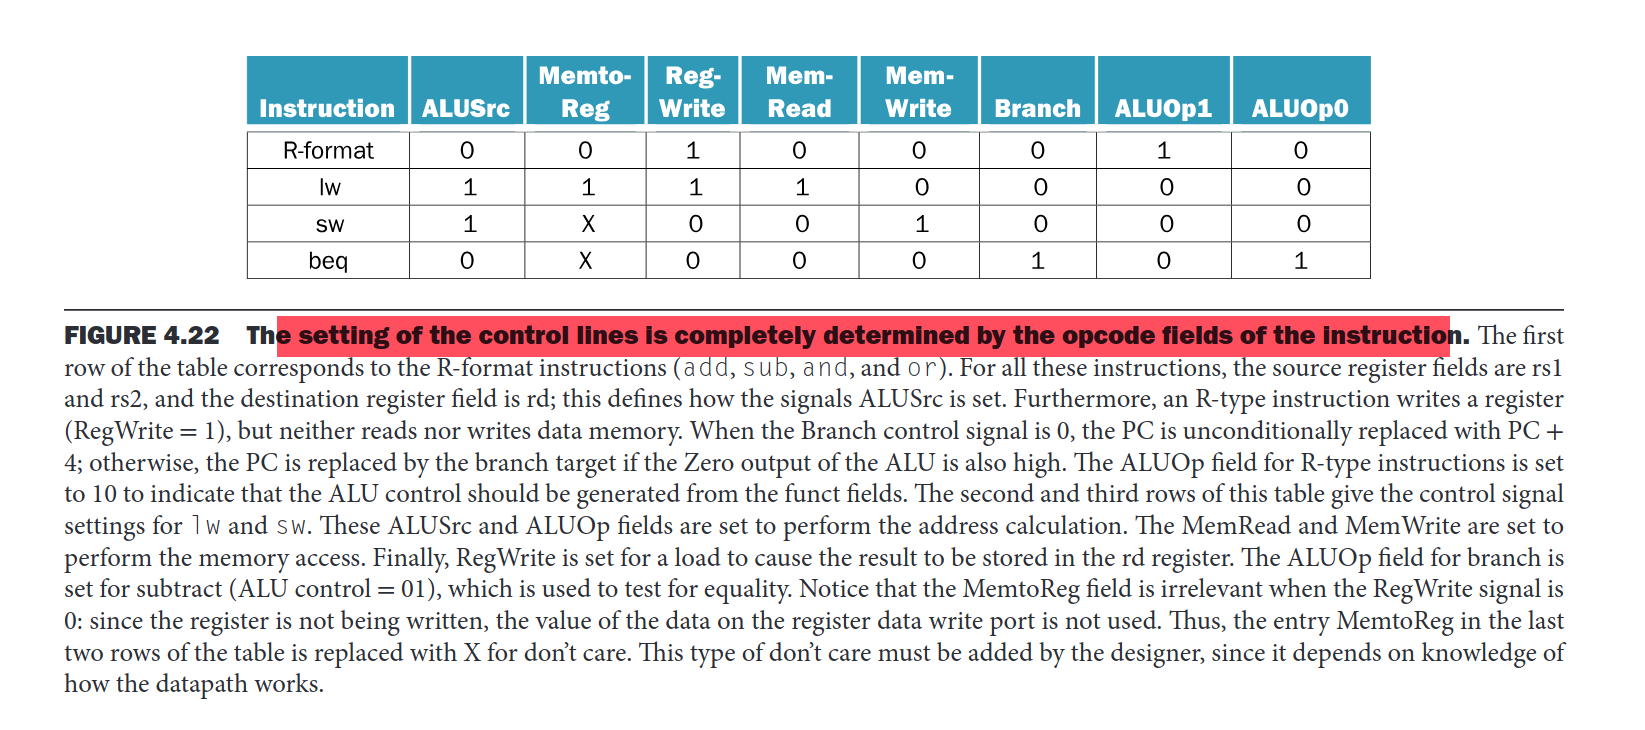 Instruction ALUSrc Memto-Reg Reg-Write Mem-Read Mem-Write Branch ALUOp1 ALUOp0
R-format 0 0 1 0 0 0 1 0
lw 1 1 1 1 0 0 0 0
sw 1 X 0 0 1 0 0 0
beq 0 X 0 0 0 1 0 1
FIGURE 4.22 The setting of the control lines is completely determined by the opcode fields of the instruction. The first
row of the table corresponds to the R-format instructions (add, sub, and, and or). For all these instructions, the source register fields are rs1
and rs2, and the destination register field is rd; this defines how the signals ALUSrc is set. Furthermore, an R-type instruction writes a register
(RegWrite = 1), but neither reads nor writes data memory. When the Branch control signal is 0, the PC is unconditionally replaced with PC +
4; otherwise, the PC is replaced by the branch target if the Zero output of the ALU is also high. The ALUOp field for R-type instructions is set
to 10 to indicate that the ALU control should be generated from the funct fields. The second and third rows of this table give the control signal
settings for lw and sw. These ALUSrc and ALUOp fields are set to perform the address calculation. The MemRead and MemWrite are set to
perform the memory access. Finally, RegWrite is set for a load to cause the result to be stored in the rd register. The ALUOp field for branch is
set for subtract (ALU control = 01), which is used to test for equality. Notice that the MemtoReg field is irrelevant when the RegWrite signal is
0: since the register is not being written, the value of the data on the register data write port is not used. Thus, the entry MemtoReg in the last
two rows of the table is replaced with X for don’t care. This type of don’t care must be added by the designer, since it depends on knowledge of
how the datapath works.